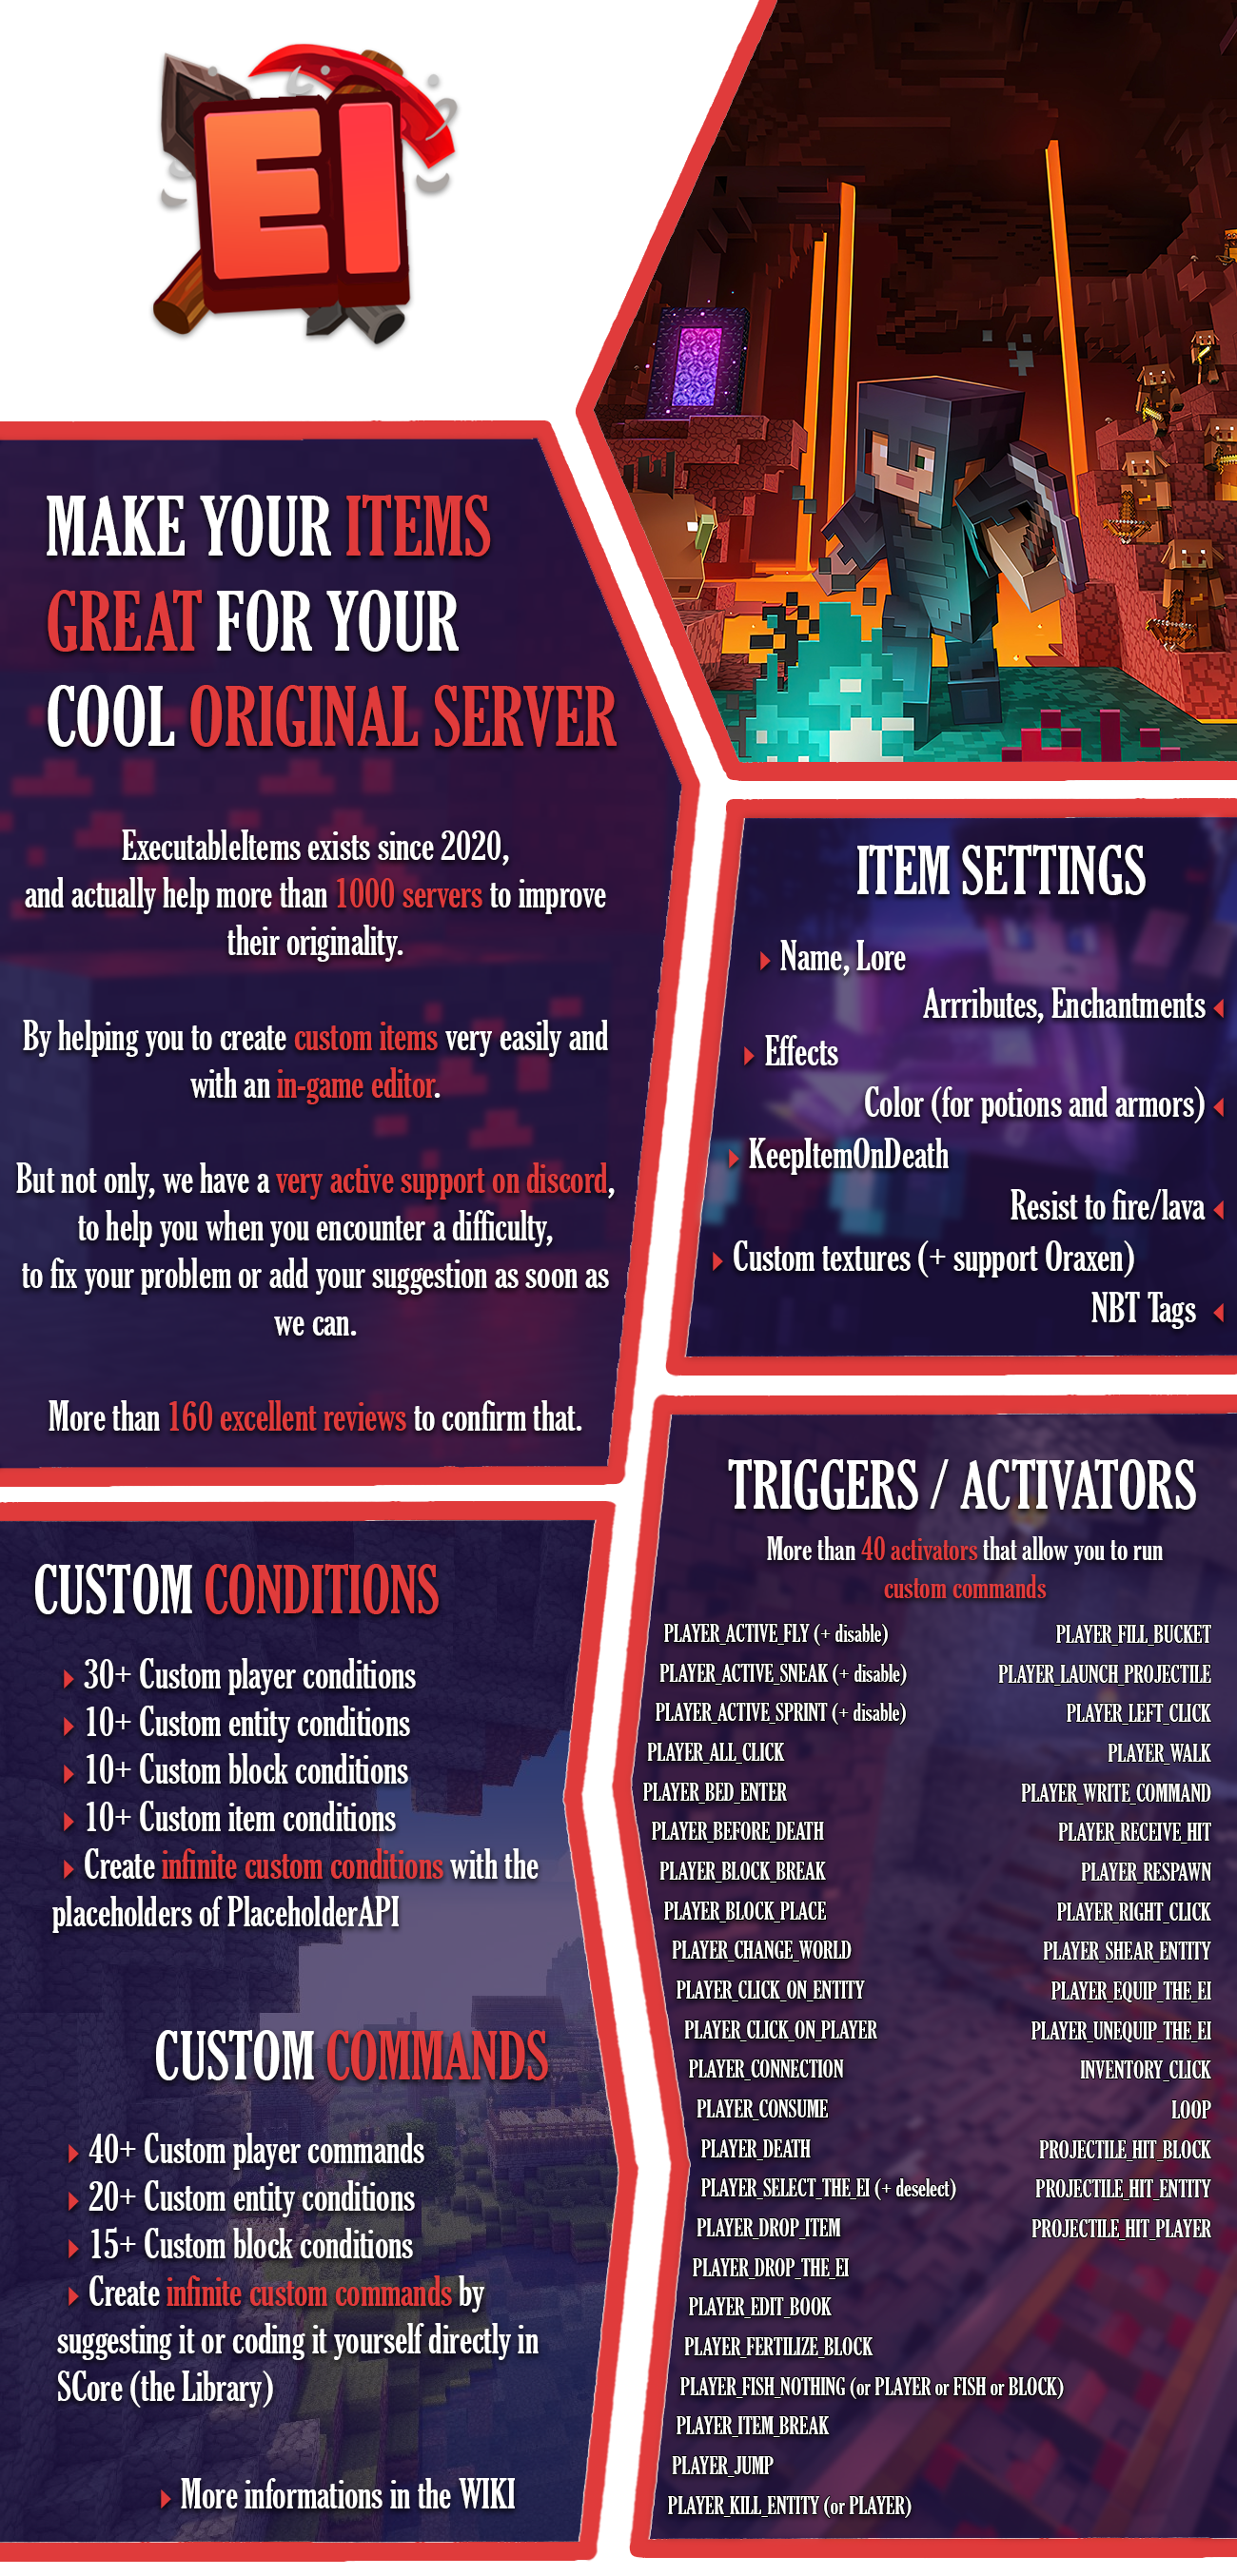 EI
MAKE YOUR ITEMS
GREAT FOR YOUR
COOL ORIGINAL SERVER
ExecutableItems exists since 2020,
and actually help more than 1000 servers to improve
their originality.
By helping you to create custom items very easily and
with an in-game editor.
But not only, we have a very active support on discord,
to help you when you encounter a difficulty,
to fix your problem or add your suggestion as soon as
we can.
More than 160 excellent reviews to confirm that.
ITEM SETTINGS
Name, Lore
Arrributes, Enchantments
Effects
Color (for potions and armors)
KeepItemOnDeath
Resist to fire/lava
Custom textures (+ support Oraxen)
NBT Tags
CUSTOM CONDITIONS
30+ Custom player conditions
10+ Custom entity conditions
10+ Custom block conditions
10+ Custom item conditions
Create infinite custom conditions with the
placeholders of PlaceholderAPI
CUSTOM COMMANDS
40+ Custom player commands
20+ Custom entity conditions
15+ Custom block conditions
Create infinite custom commands by
suggesting it or coding it yourself directly in
SCore (the Library)
More informations in the WIKI
TRIGGERS / ACTIVATORS
More than 40 activators that allow you to run
custom commands
PLAYER_ACTIVE_FLY (+ disable)
PLAYER_ACTIVE_SNEAK (+ disable)
PLAYER_ACTIVE_SPRINT (+ disable)
PLAYER_ALL_CLICK
PLAYER_BED_ENTER
PLAYER_BEFORE_DEATH
PLAYER_BLOCK_BREAK
PLAYER_BLOCK_PLACE
PLAYER_CHANGE_WORLD
PLAYER_CLICK_ON_ENTITY
PLAYER_CLICK_ON_PLAYER
PLAYER_CONNECTION
PLAYER_CONSUME
PLAYER_DEATH
PLAYER_SELECT_THE_EI (+ deselect)
PLAYER_DROP_ITEM
PLAYER_DROP_THE_EI
PLAYER_EDIT_BOOK
PLAYER_FERTILIZE_BLOCK
PLAYER_FISH_NOTHING (or PLAYER or FISH or BLOCK)
PLAYER_ITEM_BREAK
PLAYER_JUMP
PLAYER_KILL_ENTITY (or PLAYER)
PLAYER_FILL_BUCKET
PLAYER_LAUNCH_PROJECTILE
PLAYER_LEFT_CLICK
PLAYER_WALK
PLAYER_WRITE_COMMAND
PLAYER_RECEIVE_HIT
PLAYER_RESPAWN
PLAYER_RIGHT_CLICK
PLAYER_SHEAR_ENTITY
PLAYER_EQUIP_THE_EI
PLAYER_UNEQUIP_THE_EI
INVENTORY_CLICK
LOOP
PROJECTILE_HIT_BLOCK
PROJECTILE_HIT_ENTITY
PROJECTILE_HIT_PLAYER